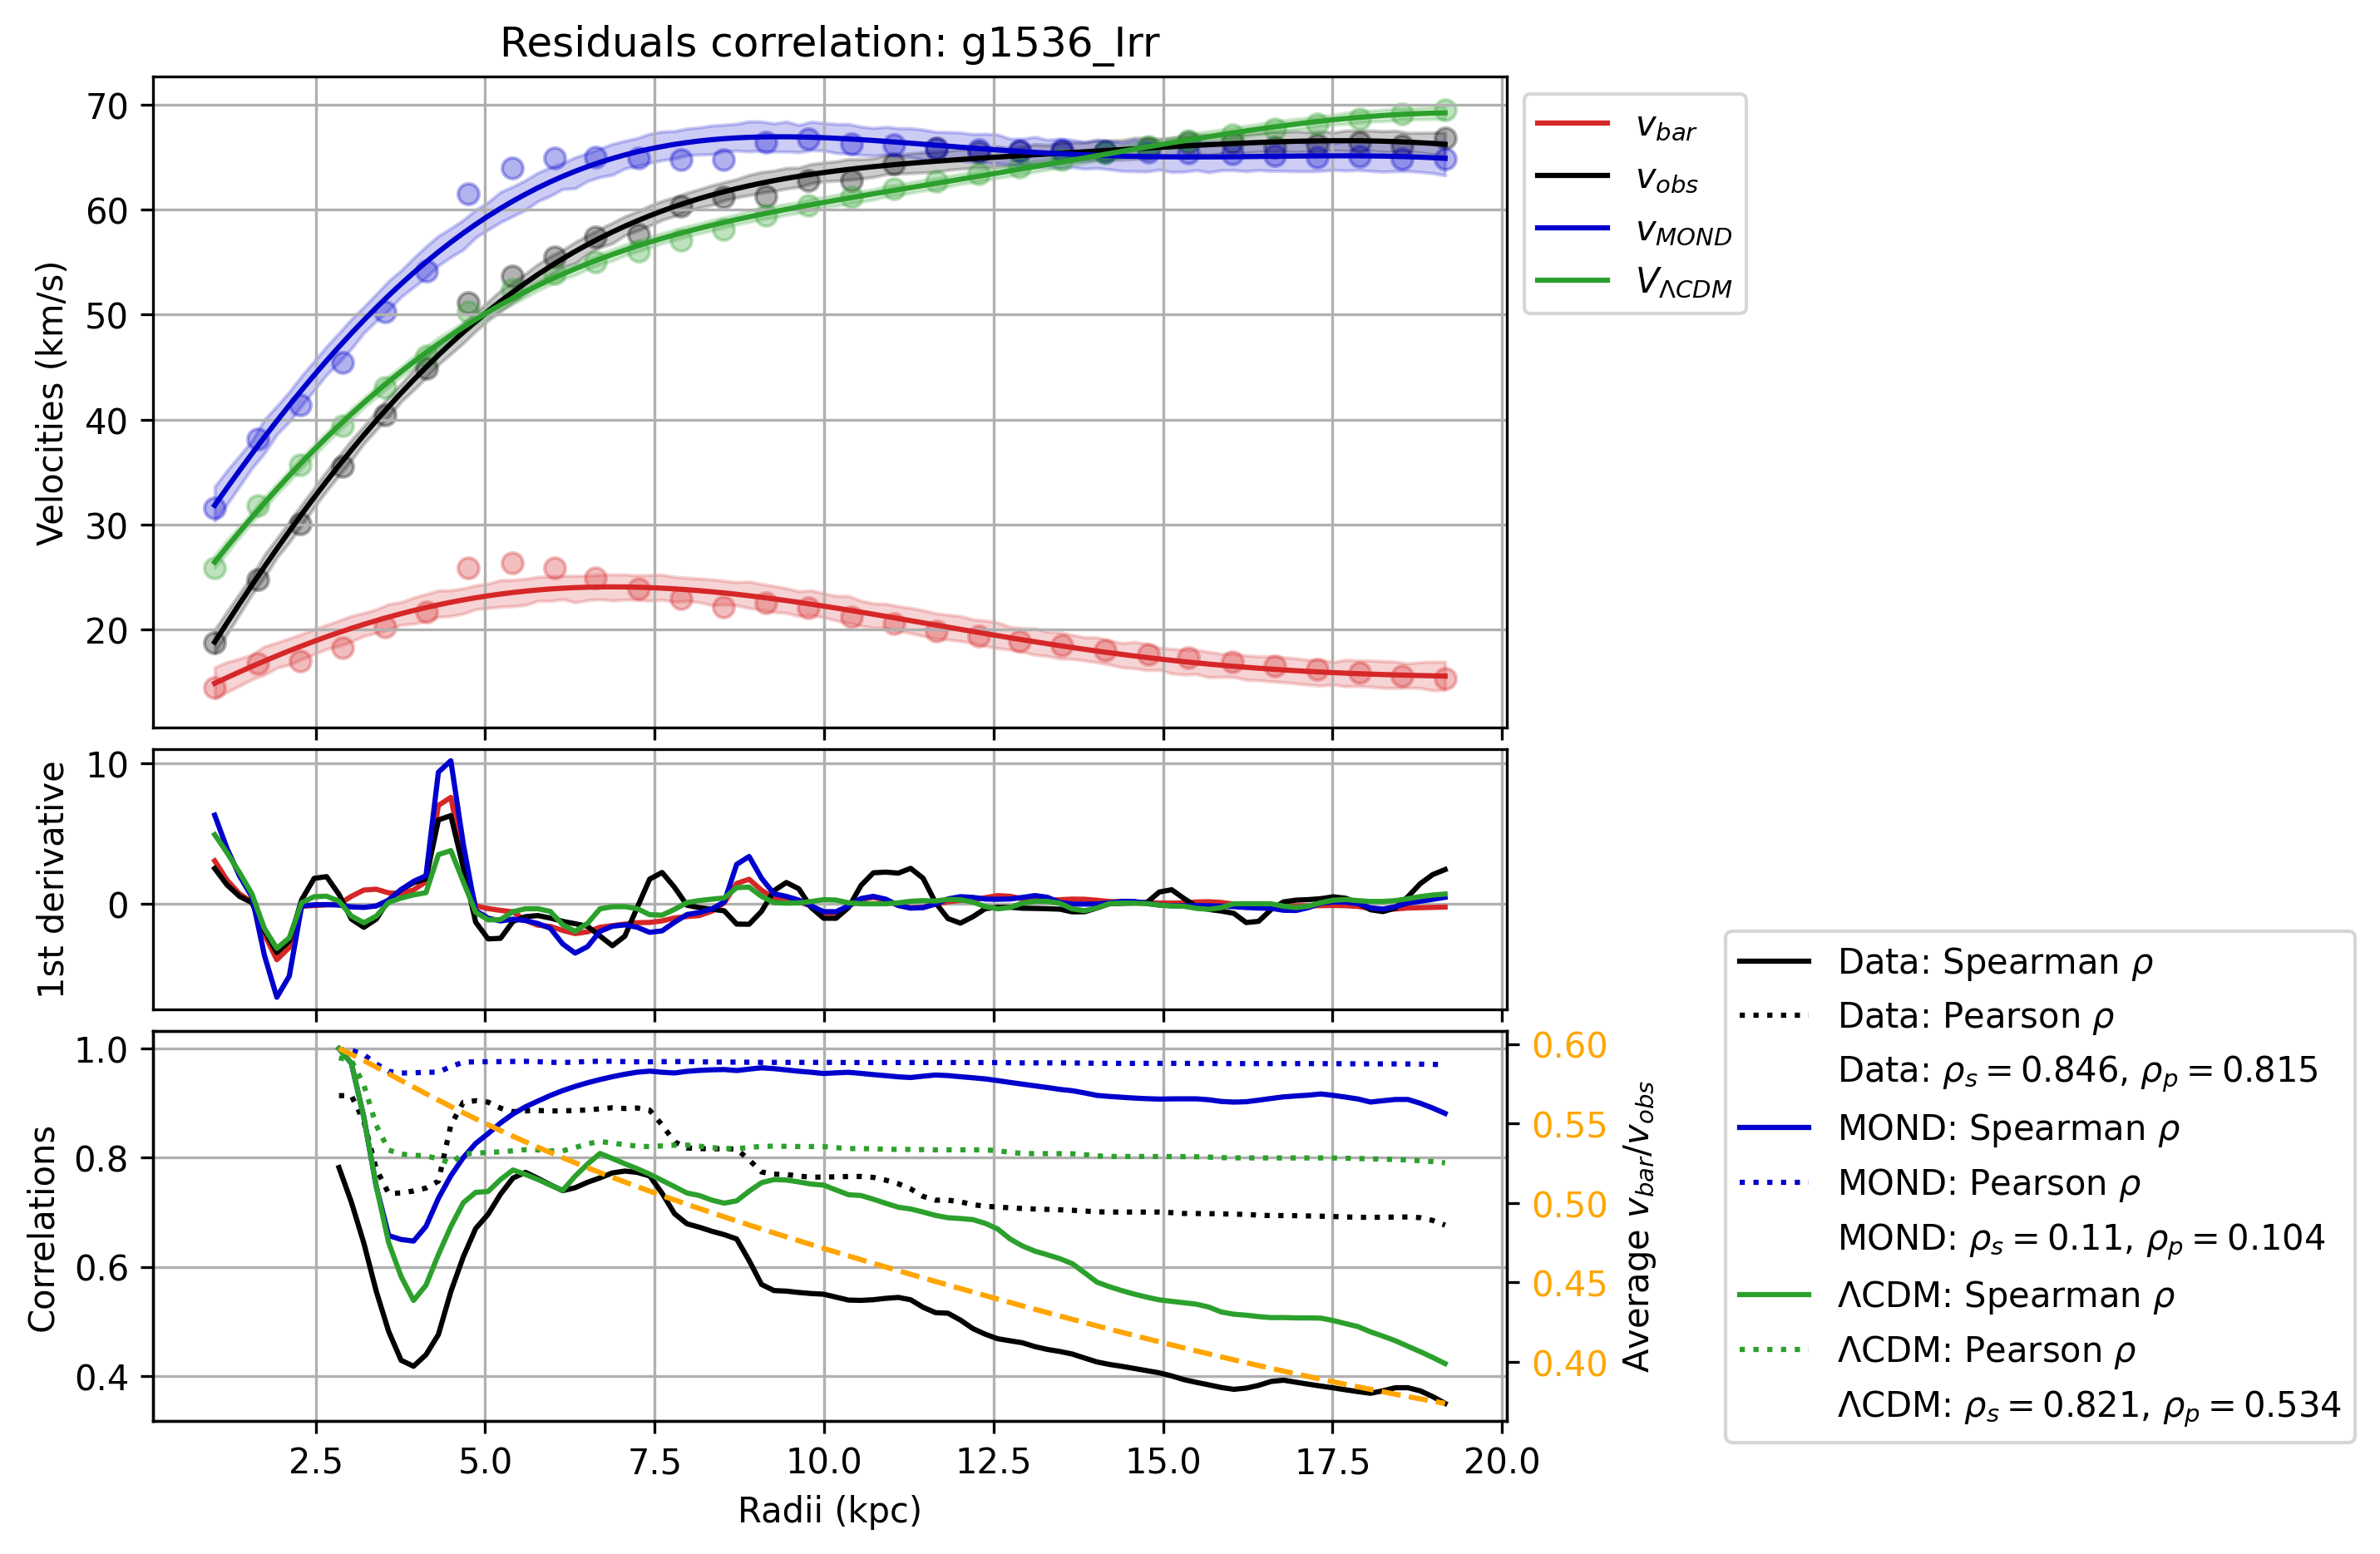 Residuals correlation: g1536_Irr
70
60
50
40
30
20
Velocities (km/s)
v_bar
v_obs
v_MOND
V_ΛCDM
10
0
1st derivative
1.0
0.8
0.6
0.4
Correlations
0.60
0.55
0.50
0.45
0.40
Average v_bar/v_obs
2.5 5.0 7.5 10.0 12.5 15.0 17.5 20.0
Radii (kpc)
Data: Spearman ρ
Data: Pearson ρ
Data: ρ_s = 0.846, ρ_p = 0.815
MOND: Spearman ρ
MOND: Pearson ρ
MOND: ρ_s = 0.11, ρ_p = 0.104
ΛCDM: Spearman ρ
ΛCDM: Pearson ρ
ΛCDM: ρ_s = 0.821, ρ_p = 0.534